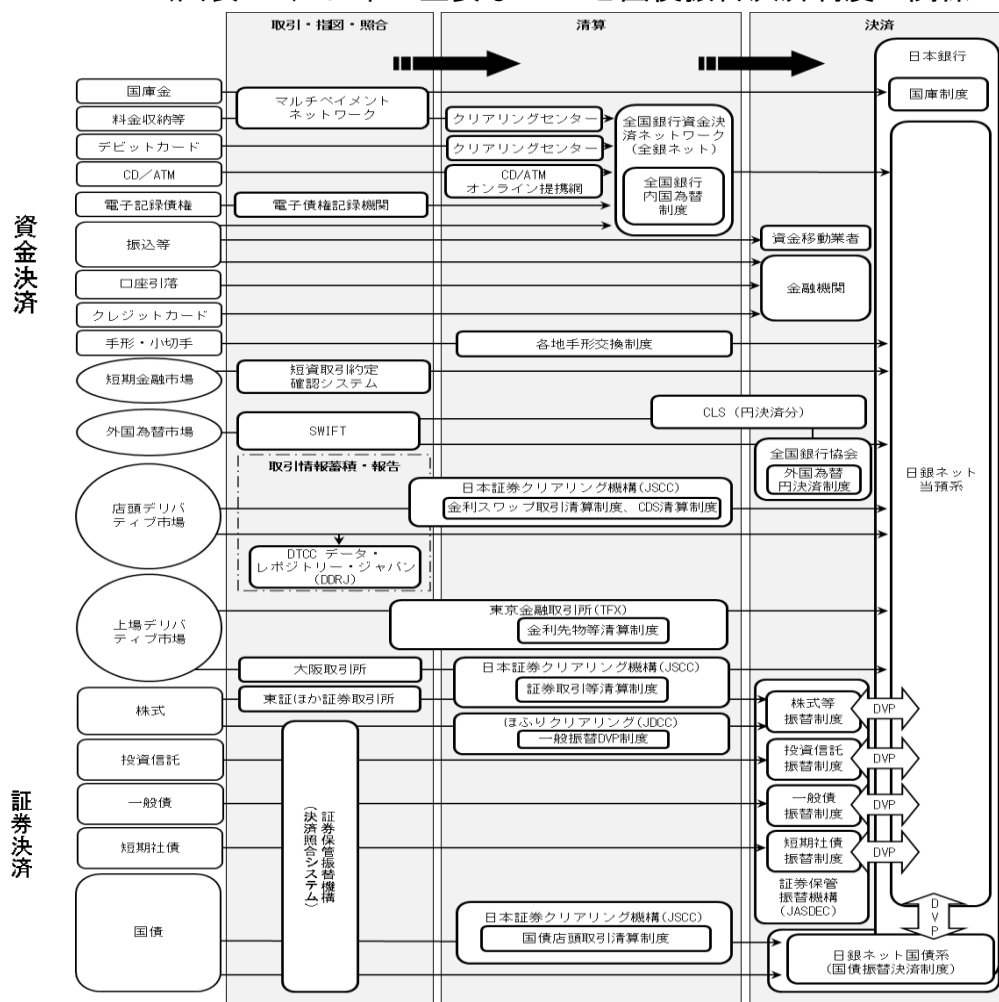 取引・指図・照合
清算
決済
日本銀行
資金決済
国庫金
国庫制度
料金収納等
マルチペイメント
ネットワーク
クリアリングセンター
全国銀行資金決
済ネットワーク
(全銀ネット)
デビットカード
クリアリングセンター
CD/ATM
CD/ATM
オンライン提携網
全国銀行
内国為替
制度
電子記録債権
電子債権記録機関
振込等
資金移動業者
口座引落
金融機関
クレジットカード
手形・小切手
各地手形交換制度
短期金融市場
短資取引約定
確認システム
外国為替市場
SWIFT
CLS (円決済分)
全国銀行協会
外国為替
円決済制度
日銀ネット
当預系
取引情報蓄積・報告
店頭デリバ
ティブ市場
日本証券クリアリング機構(JSCC)
金利スワップ取引清算制度、CDS清算制度
DTCC データ・
レポジトリー・ジャパン
(DDRJ)
上場デリバ
ティブ市場
東京金融取引所(TFX)
金利先物等清算制度
大阪取引所
日本証券クリアリング機構(JSCC)
証券取引等清算制度
証券決済
株式
東証ほか証券取引所
株式等
振替制度
DVP
ほふりクリアリング(JDCC)
一般振替DVP制度
投資信託
投資信託
振替制度
DVP
一般債
一般債
振替制度
DVP
証券保管振替機構
(決済照合システム)
短期社債
短期社債
振替制度
DVP
証券保管
振替機構
(JASDEC)
国債
日本証券クリアリング機構(JSCC)
国債店頭取引清算制度
DVP
日銀ネット国債系
(国債振替決済制度)